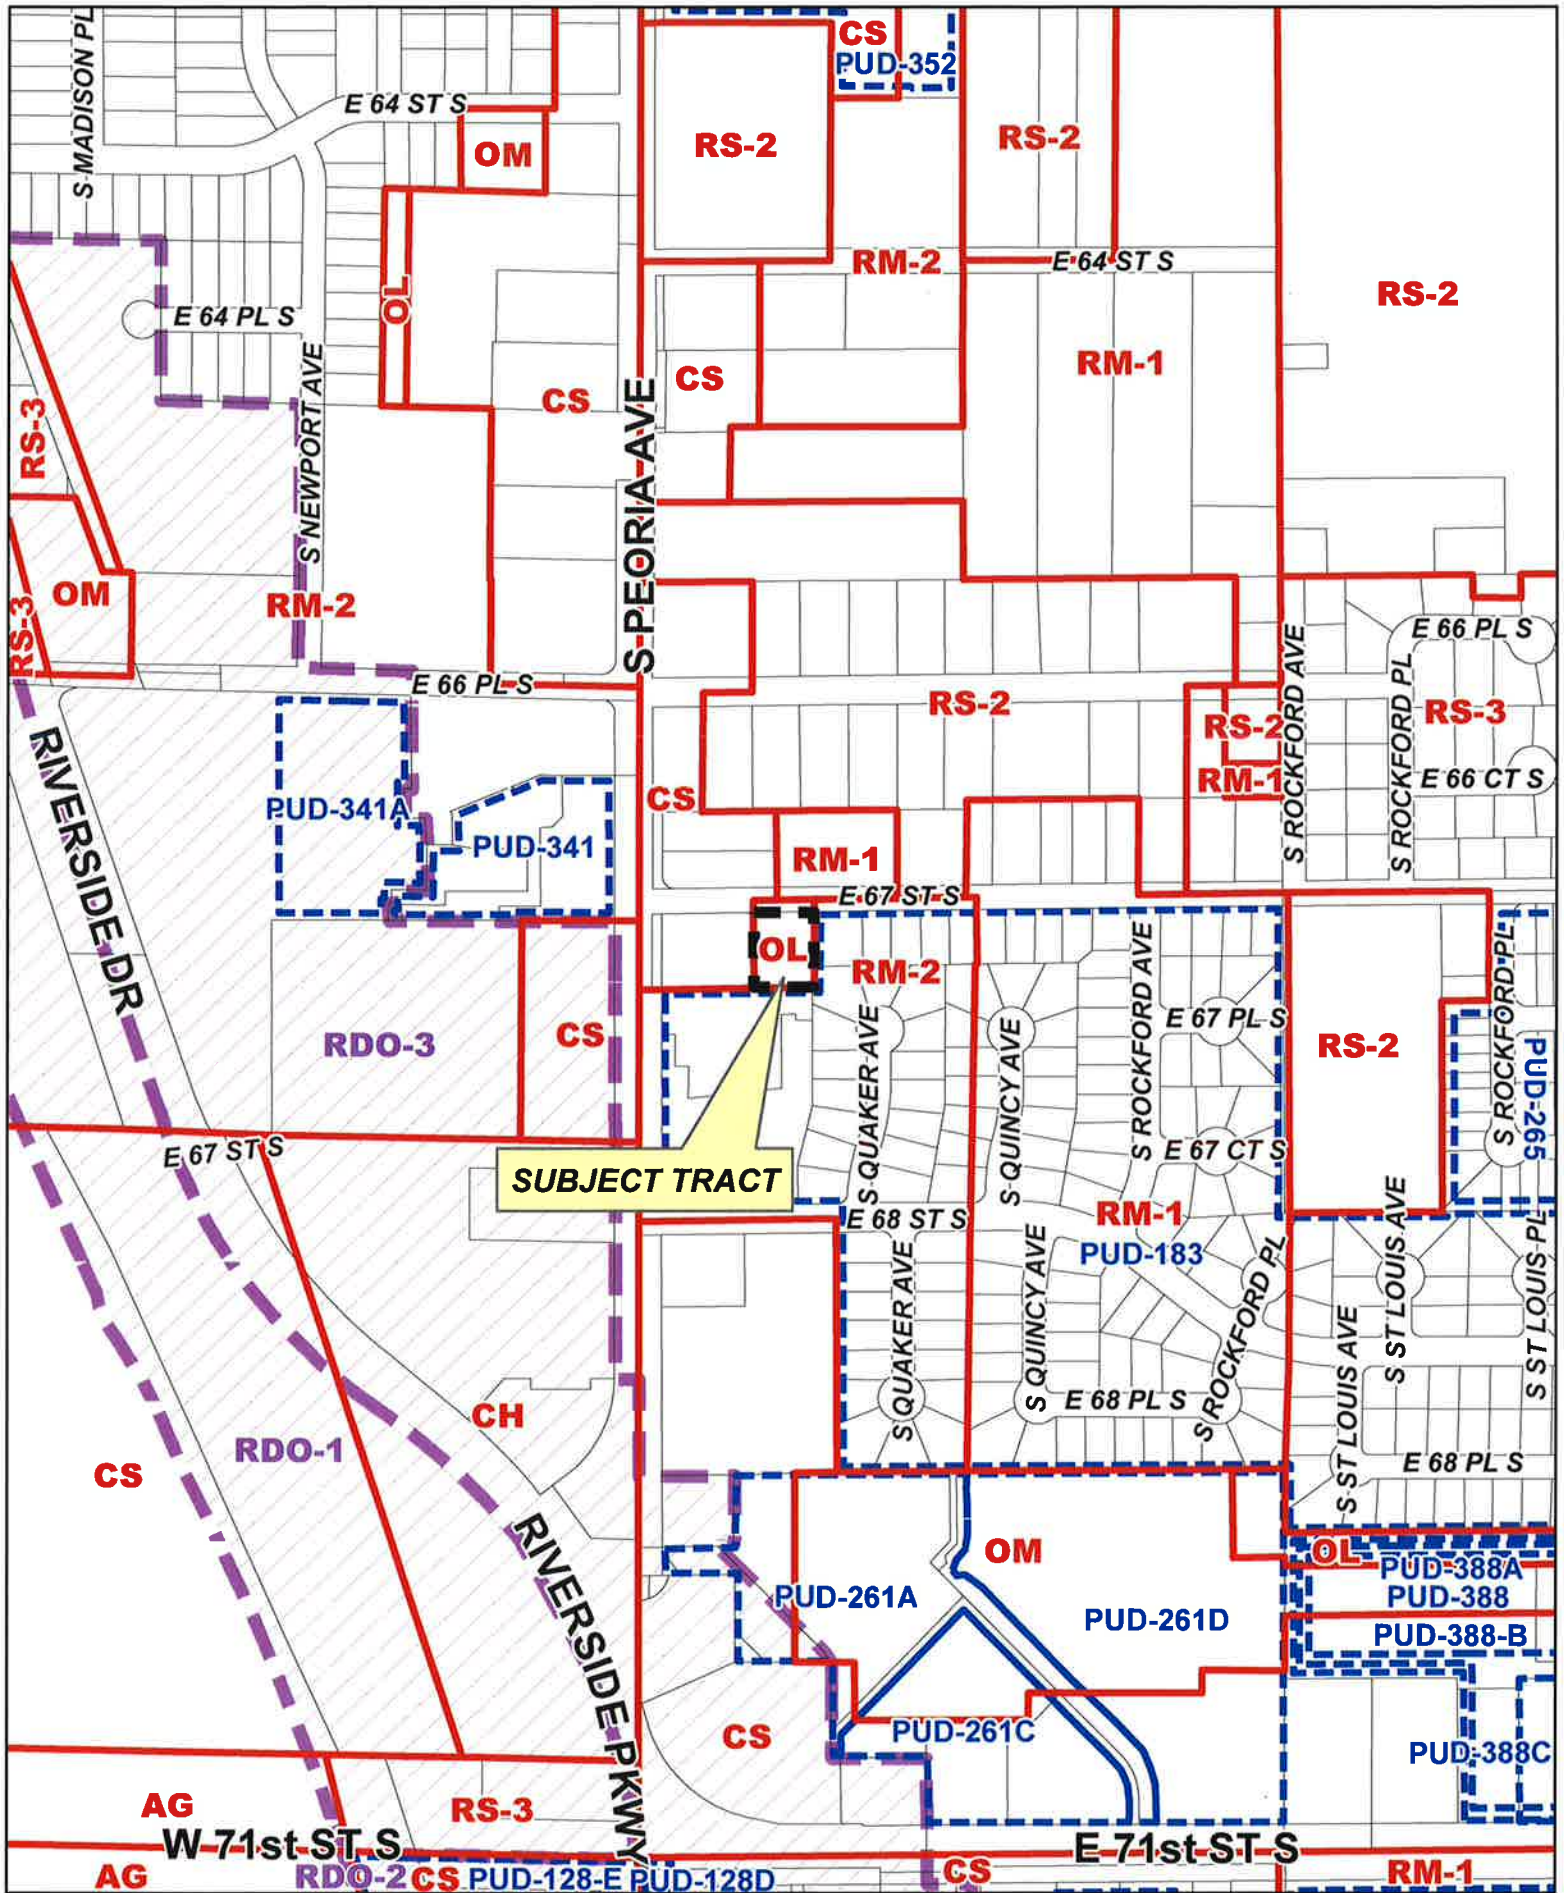 S MADISON PL
E 64 ST S
OM
CS
PUD-352
RS-2
RS-2
RM-2
E 64 ST S
RS-2
OL
E 64 PL S
S NEWPORT AVE
CS
CS
RM-1
RS-3
S PEORIA AVE
OM
RS-3
RM-2
E 66 PL S
RS-2
S ROCKFORD AVE
S ROCKFORD PL
E 66 PL S
RS-3
RS-2
RM-1
E 66 CT S
RIVERSIDE DR
PUD-341A
PUD-341
CS
RM-1
E 67 ST S
OL
RM-2
RDO-3
CS
S QUAKER AVE
S QUINCY AVE
S ROCKFORD AVE
E 67 PL S
RS-2
S ROCKFORD PL
PUD-265
E 67 ST S
E 67 CT S
SUBJECT TRACT
E 68 ST S
RM-1
PUD-183
S QUAKER AVE
S QUINCY AVE
S ROCKFORD PL
S ST LOUIS AVE
S ST LOUIS AVE
S ST LOUIS PL
E 68 PL S
CH
RDO-1
CS
E 68 PL S
RIVERSIDE PKWY
OM
OL
PUD-388A
PUD-388
PUD-388-B
PUD-261A
PUD-261D
CS
PUD-261C
PUD-388C
AG
RS-3
W 71st ST S
E 71st ST S
AG
RDO-2
CS
PUD-128-E
PUD-128D
CS
RM-1